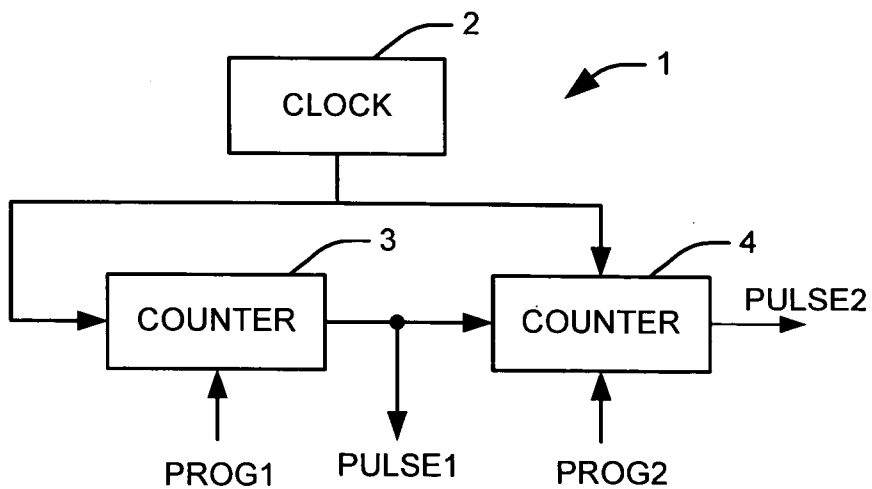 2
1
CLOCK
3
4
COUNTER
COUNTER
PULSE2
PROG1
PULSE1
PROG2